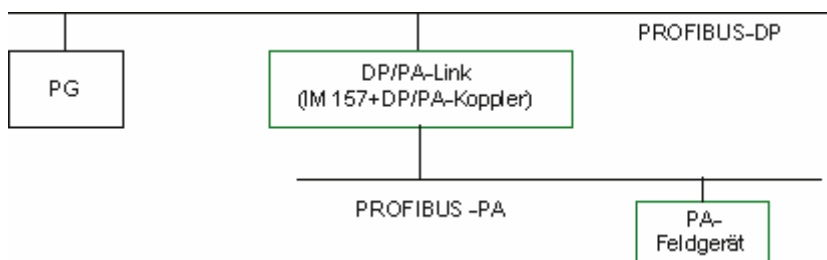 PROFIBUS-DP
PG
DP/PA-Link
(IM 157+DP/PA-Koppler)
PROFIBUS -PA
PA-
Feldgerät